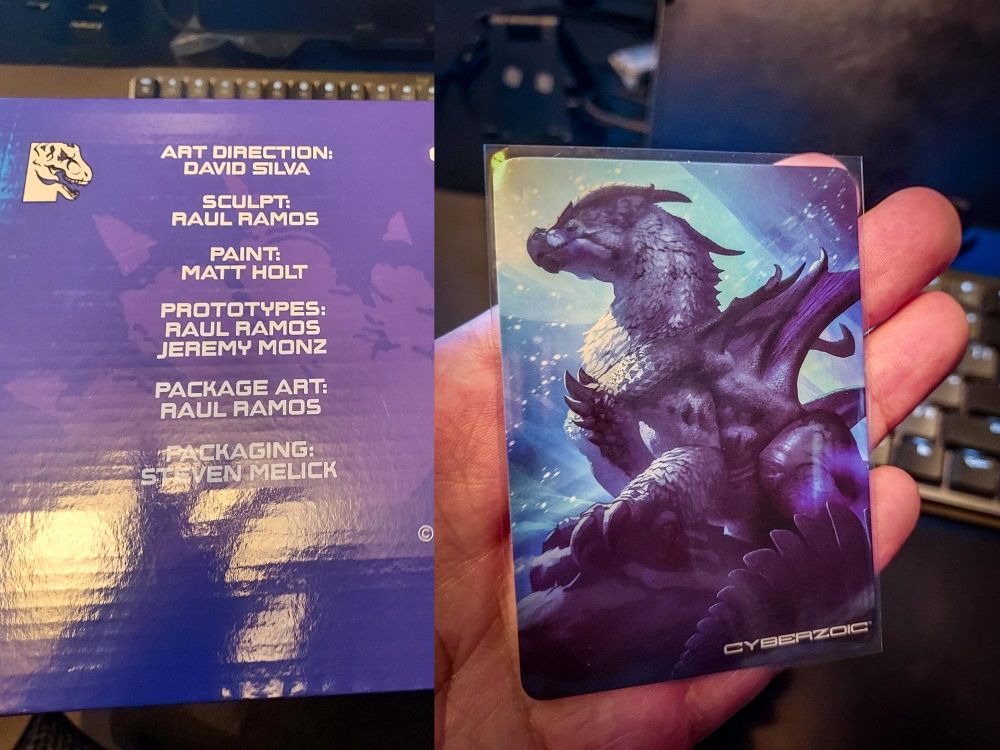 ART DIRECTION:
DAVID SILVA
SCULPT:
RAUL RAMOS
PAINT:
MATT HOLT
PROTOTYPES:
RAUL RAMOS
JEREMY MONZ
PACKAGE ART:
RAUL RAMOS
PACKAGING:
STEVEN MELICK
©
CYBERZOIC